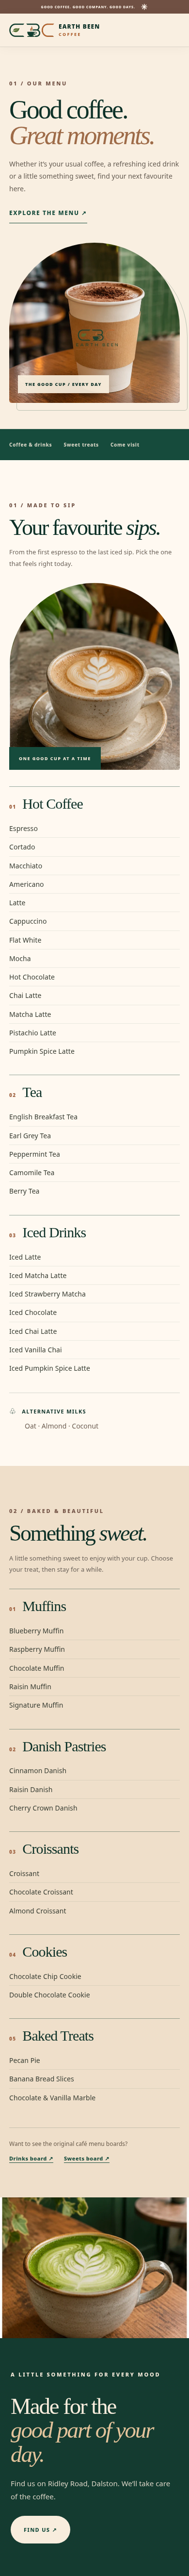 GOOD COFFEE. GOOD COMPANY. GOOD DAYS.
EARTH BEEN
COFFEE
01 / OUR MENU
Good coffee.
Great moments.
Whether it's your usual coffee, a refreshing iced drink
or a little something sweet, find your next favourite
here.
EXPLORE THE MENU ↗
EARTH BEEN
THE GOOD CUP / EVERY DAY
Coffee & drinks
Sweet treats
Come visit
01 / MADE TO SIP
Your favourite sips.
From the first espresso to the last iced sip. Pick the one
that feels right today.
ONE GOOD CUP AT A TIME
01 Hot Coffee
Espresso
Cortado
Macchiato
Americano
Latte
Cappuccino
Flat White
Mocha
Hot Chocolate
Chai Latte
Matcha Latte
Pistachio Latte
Pumpkin Spice Latte
02 Tea
English Breakfast Tea
Earl Grey Tea
Peppermint Tea
Camomile Tea
Berry Tea
03 Iced Drinks
Iced Latte
Iced Matcha Latte
Iced Strawberry Matcha
Iced Chocolate
Iced Chai Latte
Iced Vanilla Chai
Iced Pumpkin Spice Latte
ALTERNATIVE MILKS
Oat · Almond · Coconut
02 / BAKED & BEAUTIFUL
Something sweet.
A little something sweet to enjoy with your cup. Choose
your treat, then stay for a while.
01 Muffins
Blueberry Muffin
Raspberry Muffin
Chocolate Muffin
Raisin Muffin
Signature Muffin
02 Danish Pastries
Cinnamon Danish
Raisin Danish
Cherry Crown Danish
03 Croissants
Croissant
Chocolate Croissant
Almond Croissant
04 Cookies
Chocolate Chip Cookie
Double Chocolate Cookie
05 Baked Treats
Pecan Pie
Banana Bread Slices
Chocolate & Vanilla Marble
Want to see the original café menu boards?
Drinks board ↗
Sweets board ↗
A LITTLE SOMETHING FOR EVERY MOOD
Made for the
good part of your
day.
Find us on Ridley Road, Dalston. We'll take care
of the coffee.
FIND US ↗